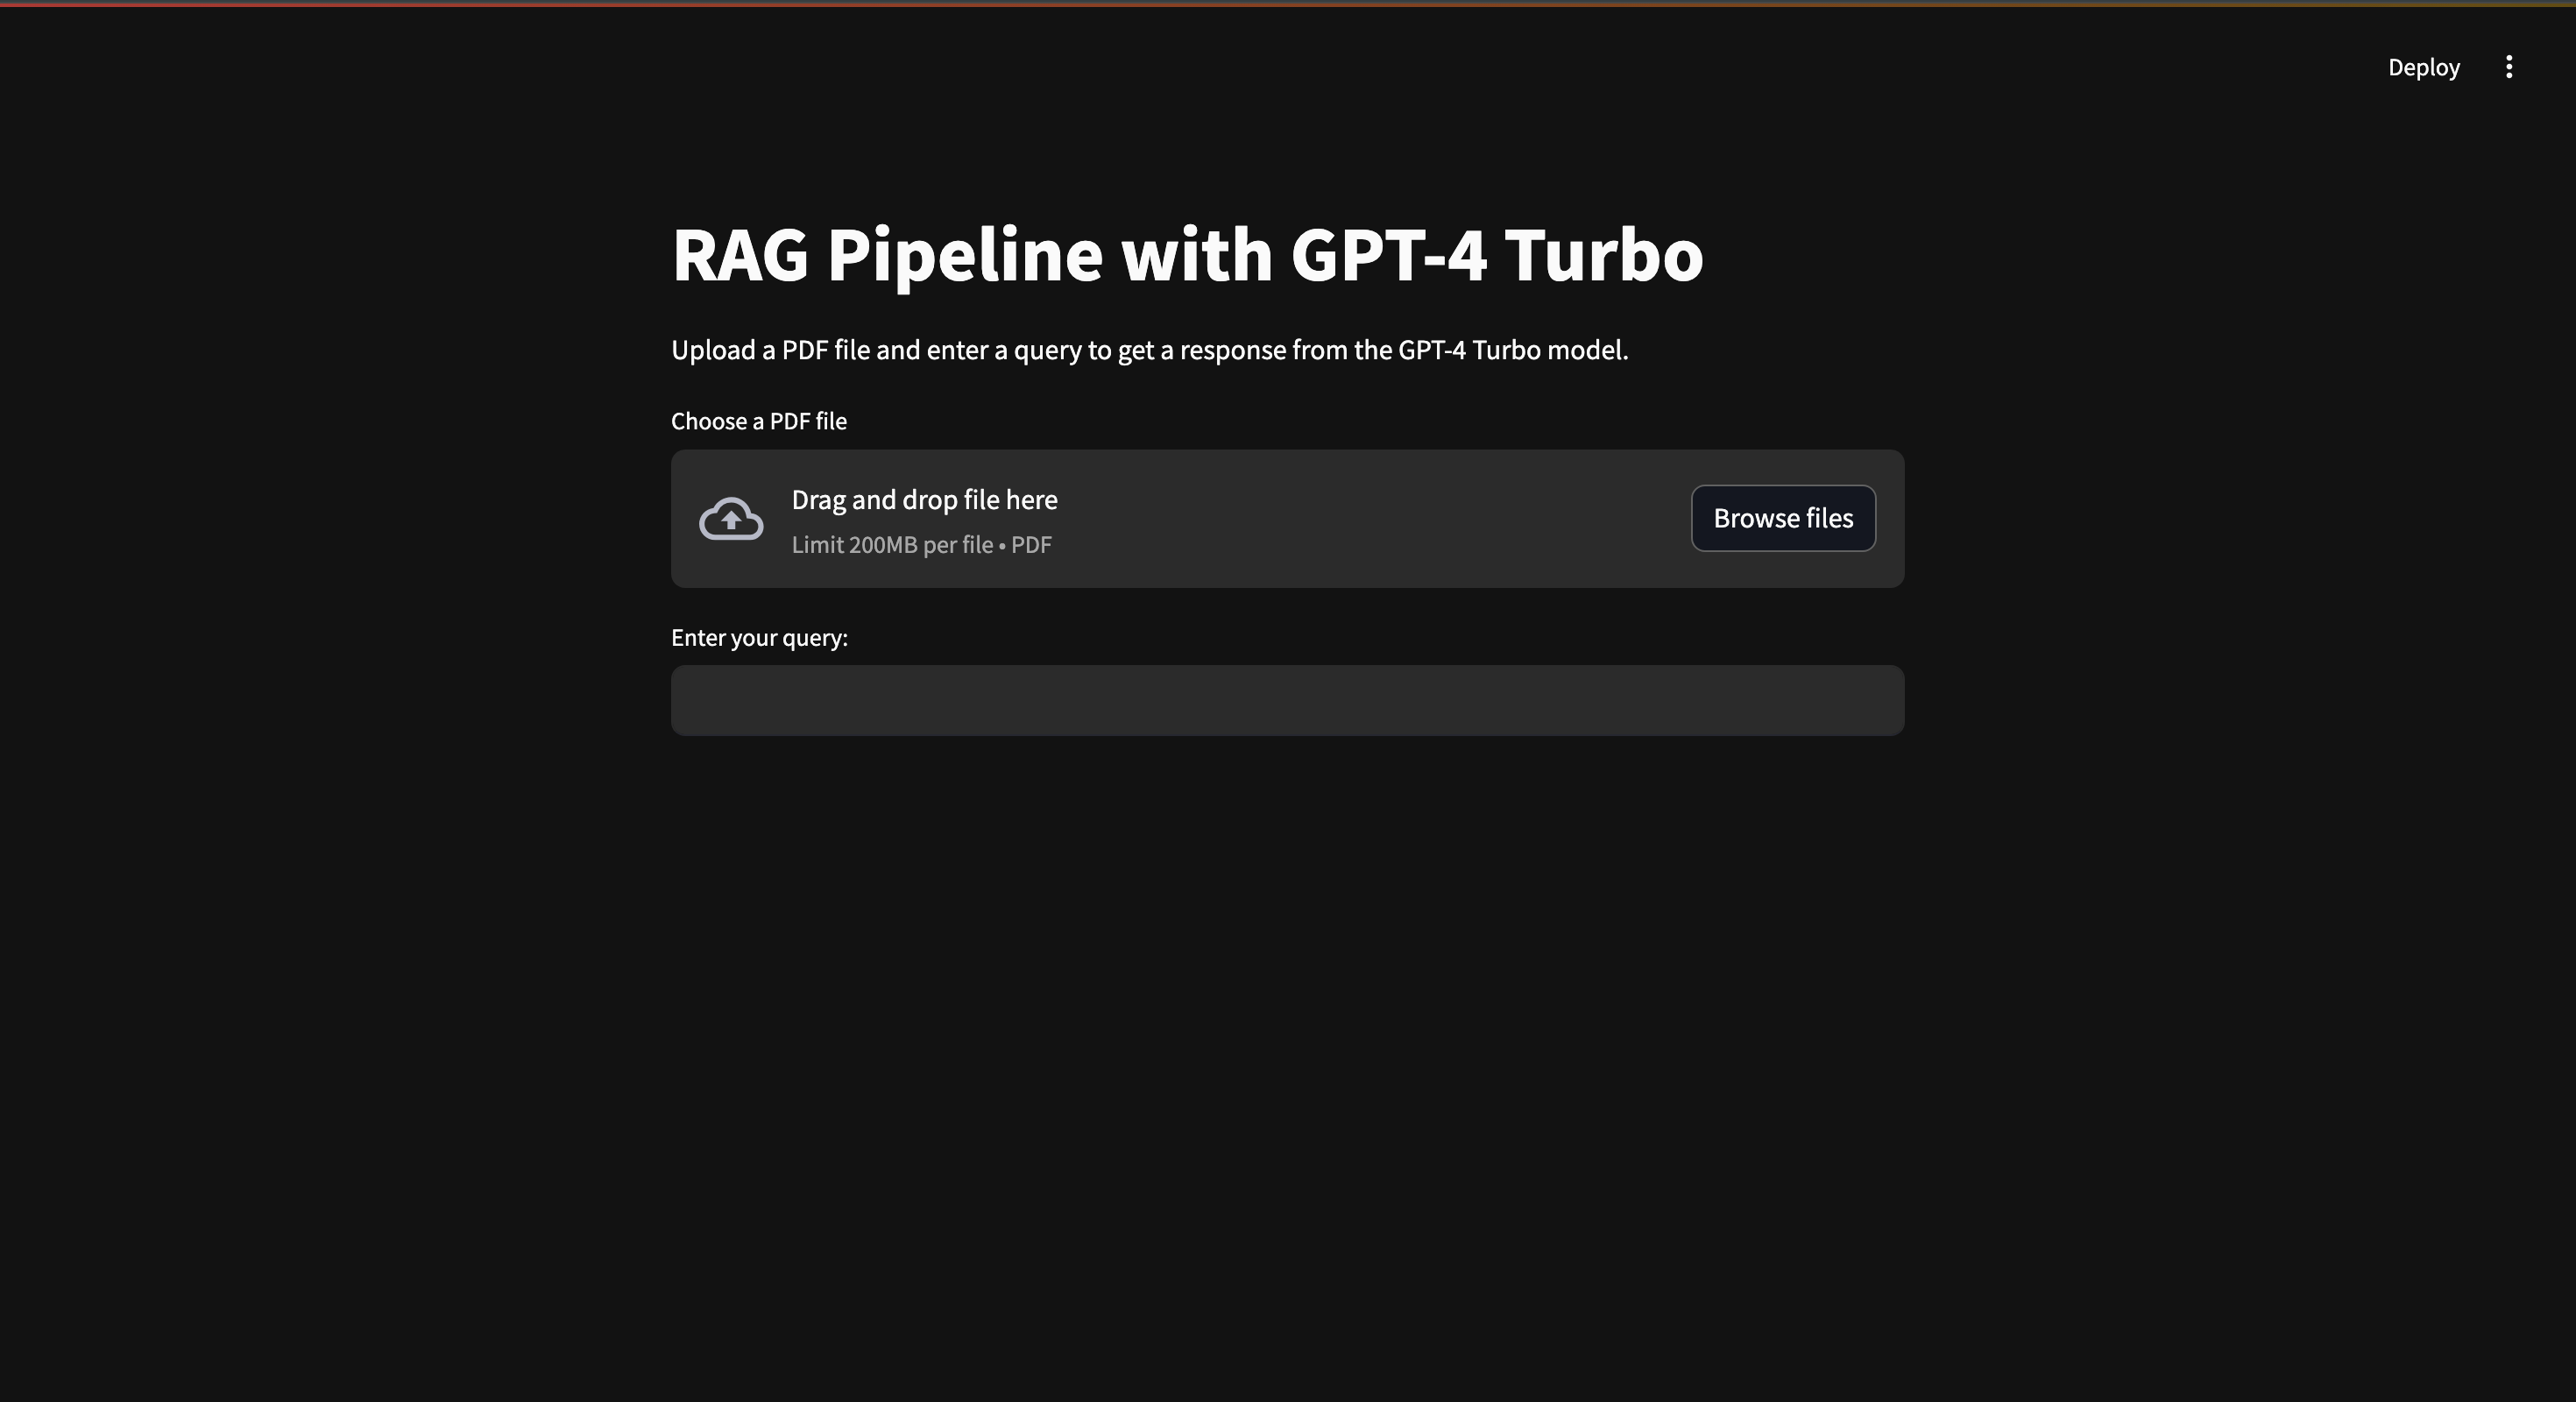 Deploy
RAG Pipeline with GPT-4 Turbo
Upload a PDF file and enter a query to get a response from the GPT-4 Turbo model.
Choose a PDF file
Drag and drop file here
Limit 200MB per file • PDF
Browse files
Enter your query: